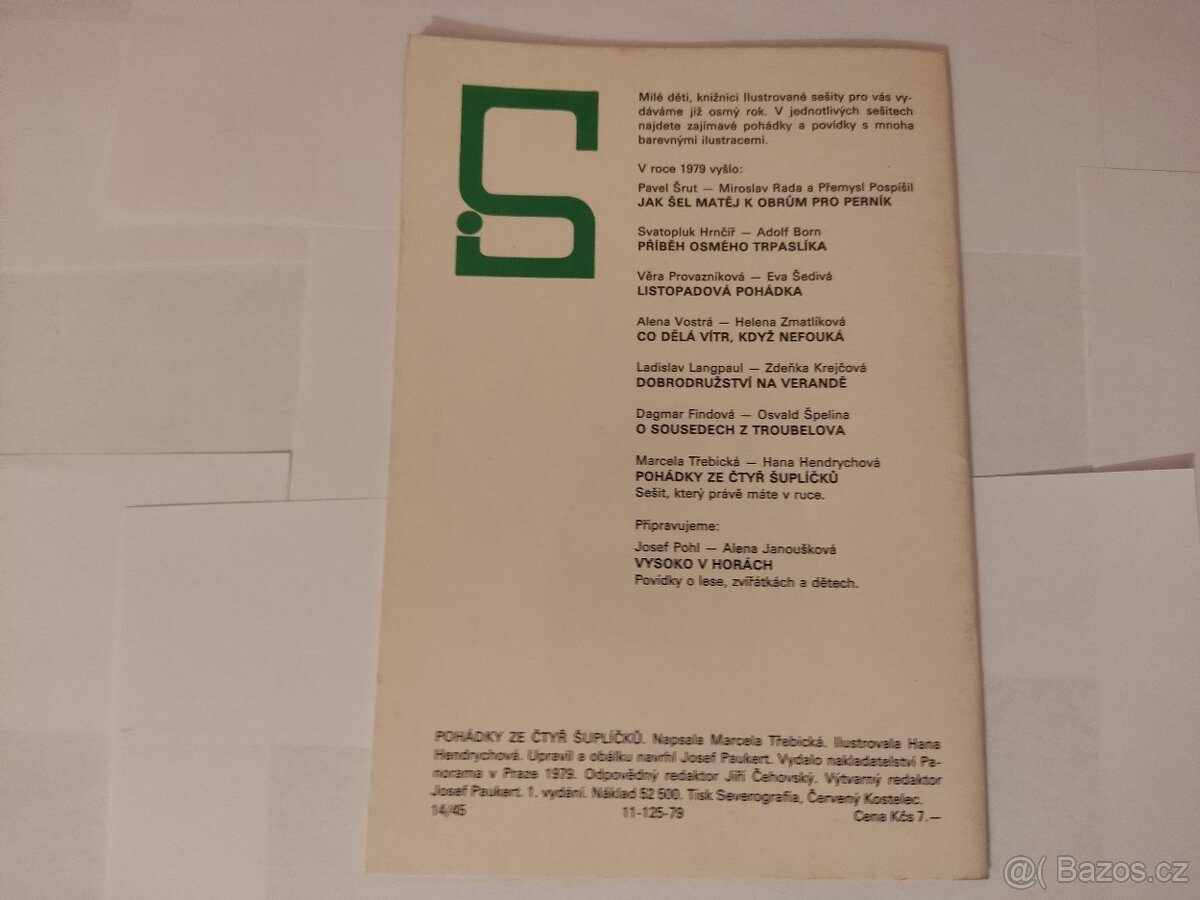 Milé děti, knižnici Ilustrované sešity pro vás vy-
dáváme již osmý rok. V jednotlivých sešitech
najdete zajímavé pohádky a povídky s mnoha
barevnými ilustracemi.
V roce 1979 vyšlo:
Pavel Šrut — Miroslav Rada a Přemysl Pospíšil
JAK ŠEL MATĚJ K OBRŮM PRO PERNÍK
Svatopluk Hrnčíř — Adolf Born
PŘÍBĚH OSMÉHO TRPASLÍKA
Věra Provazníková — Eva Šedivá
LISTOPADOVÁ POHÁDKA
Alena Vostrá — Helena Zmatlíková
CO DĚLÁ VÍTR, KDYŽ NEFOUKÁ
Ladislav Langpaul — Zdeňka Krejčová
DOBRODRUŽSTVÍ NA VERANDĚ
Dagmar Findová — Osvald Špelina
O SOUSEDECH Z TROUBELOVA
Marcela Třebická — Hana Hendrychová
POHÁDKY ZE ČTYŘ ŠUPLÍČKŮ
Sešit, který právě máte v ruce.
Připravujeme:
Josef Pohl — Alena Janoušková
VYSOKO V HORÁCH
Povídky o lese, zvířátkách a dětech.
POHÁDKY ZE ČTYŘ ŠUPLÍČKŮ. Napsala Marcela Třebická. Ilustrovala Hana
Hendrychová. Upravil a obálku navrhl Josef Paukert. Vydalo nakladatelství Pa-
norama v Praze 1979. Odpovědný redaktor Jiří Čehovský. Výtvarný redaktor
Josef Paukert. 1. vydání. Náklad 52 500. Tisk Severografia, Červený Kostelec.
14/45 11-125-79 Cena Kčs 7.—
@( Bazos.cz